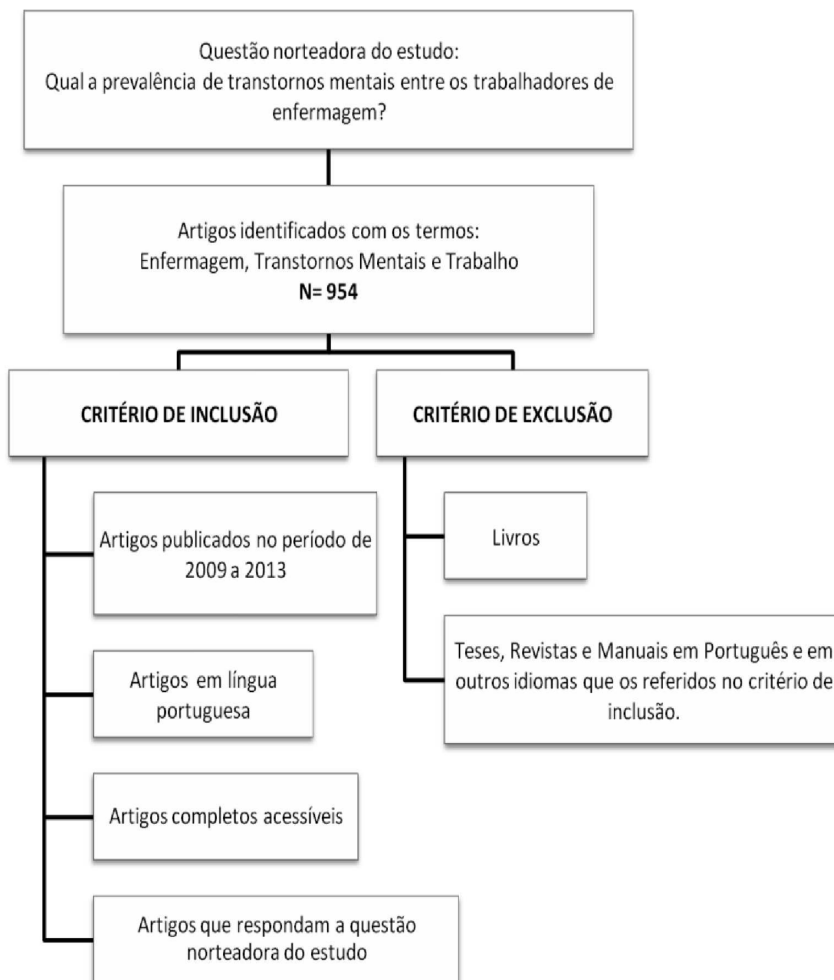 Questão norteadora do estudo:
Qual a prevalência de transtornos mentais entre os trabalhadores de
enfermagem?
Artigos identificados com os termos:
Enfermagem, Transtornos Mentais e Trabalho
N= 954
CRITÉRIO DE INCLUSÃO
Artigos publicados no período de
2009 a 2013
Artigos em língua
portuguesa
Artigos completos acessíveis
Artigos que respondam a questão
norteadora do estudo
CRITÉRIO DE EXCLUSÃO
Livros
Teses, Revistas e Manuais em Português e em
outros idiomas que os referidos no critério de
inclusão.